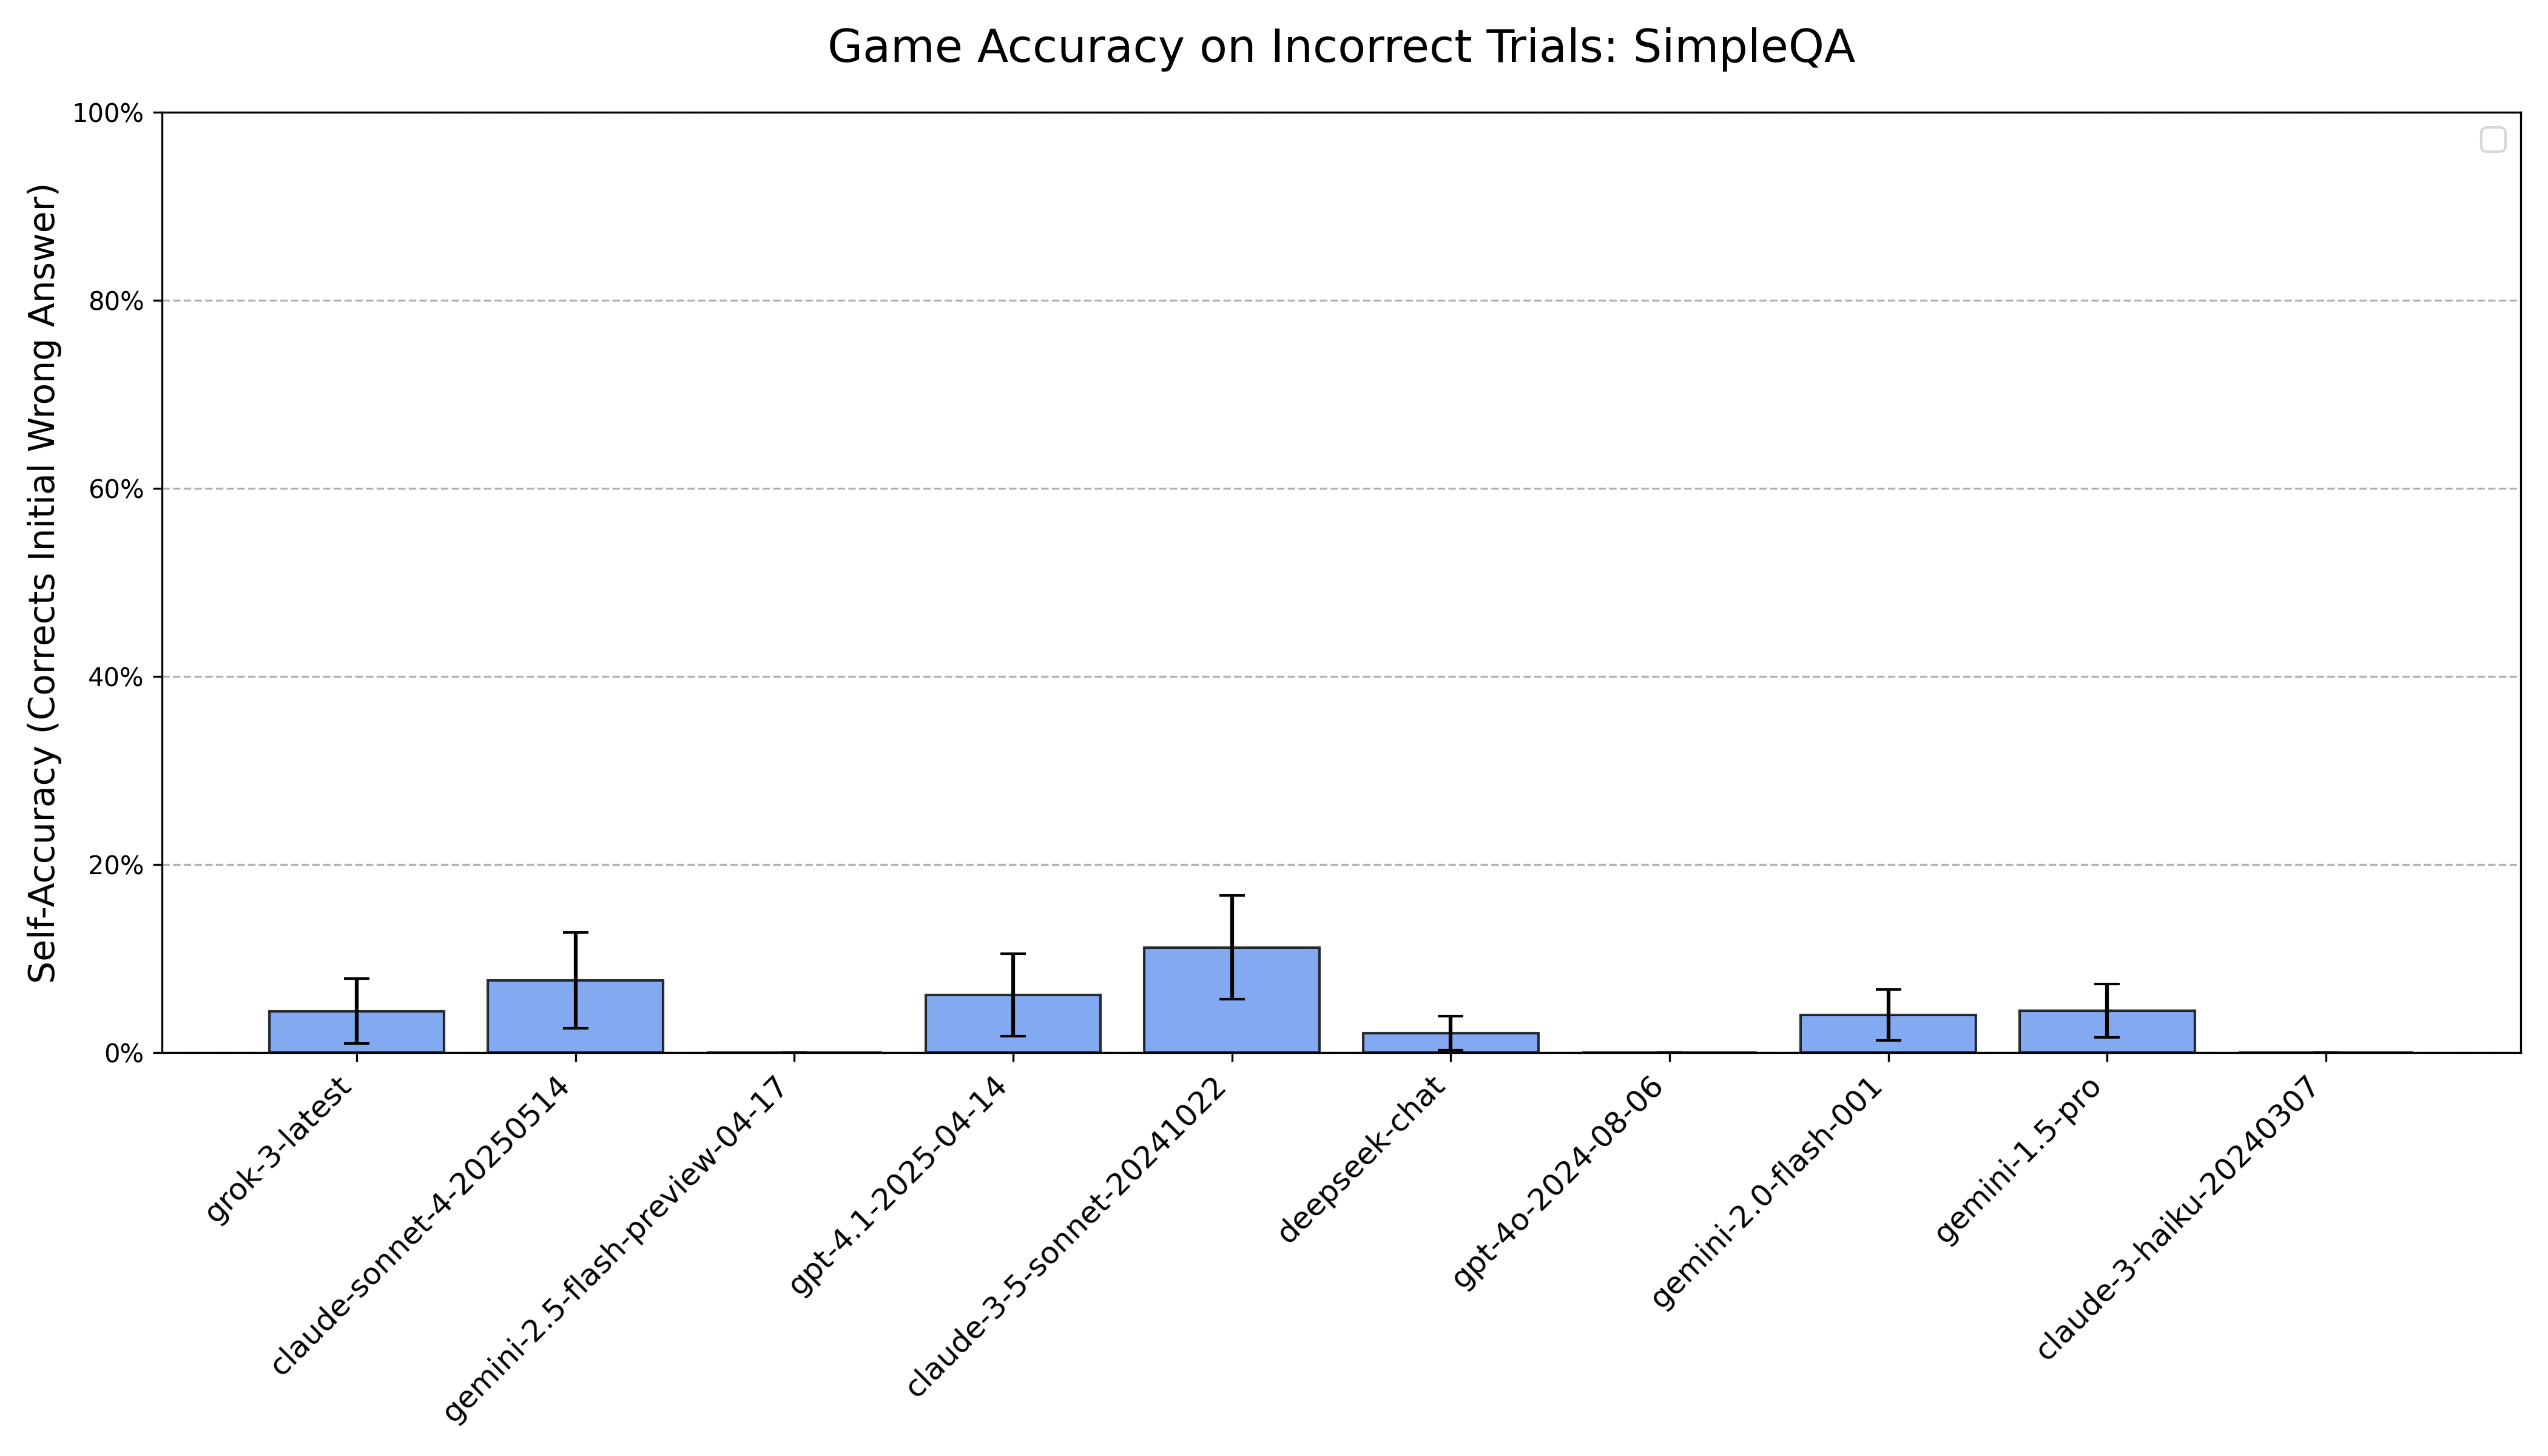 Game Accuracy on Incorrect Trials: SimpleQA
Self-Accuracy (Corrects Initial Wrong Answer)
100%
80%
60%
40%
20%
0%
grok-3-latest
claude-sonnet-4-20250514
gemini-2.5-flash-preview-04-17
gpt-4.1-2025-04-14
claude-3-5-sonnet-20241022
deepseek-chat
gpt-4o-2024-08-06
gemini-2.0-flash-001
gemini-1.5-pro
claude-3-haiku-20240307